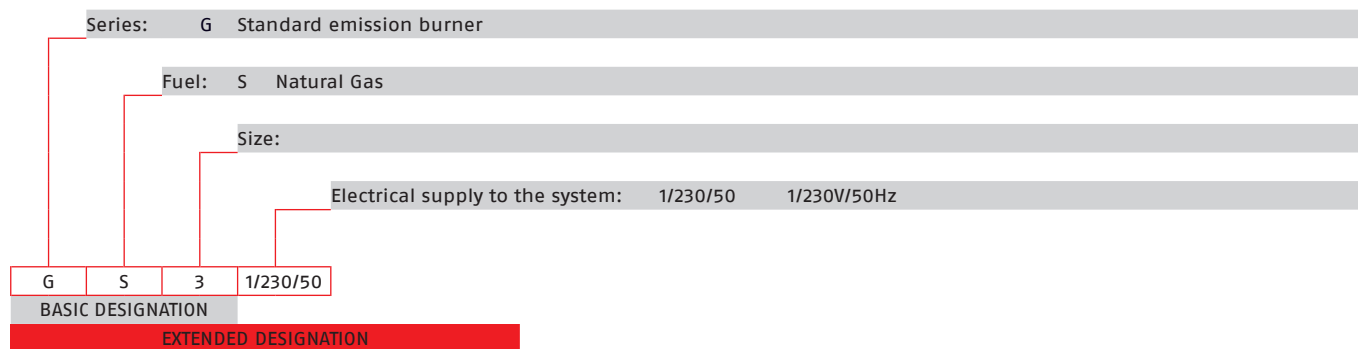 Series: G Standard emission burner
Fuel: S Natural Gas
Size:
Electrical supply to the system: 1/230/50 1/230V/50Hz
G S 3 1/230/50
BASIC DESIGNATION
EXTENDED DESIGNATION